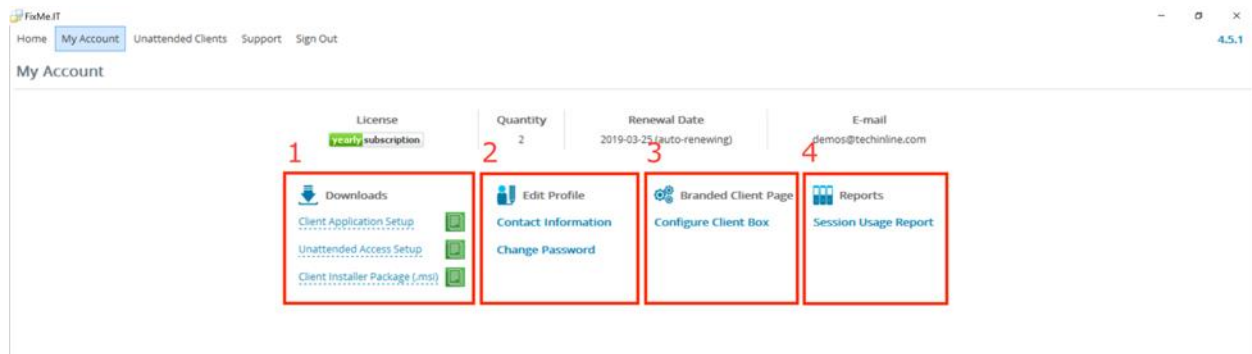 FixMe.IT
Home My Account Unattended Clients Support Sign Out 4.5.1
My Account
License Quantity Renewal Date E-mail
yearly subscription 2 2019-03-25 (auto-renewing) demos@techinline.com
1 2 3 4
Downloads Edit Profile Branded Client Page Reports
Client Application Setup Contact Information Configure Client Box Session Usage Report
Unattended Access Setup Change Password
Client Installer Package (.msi)